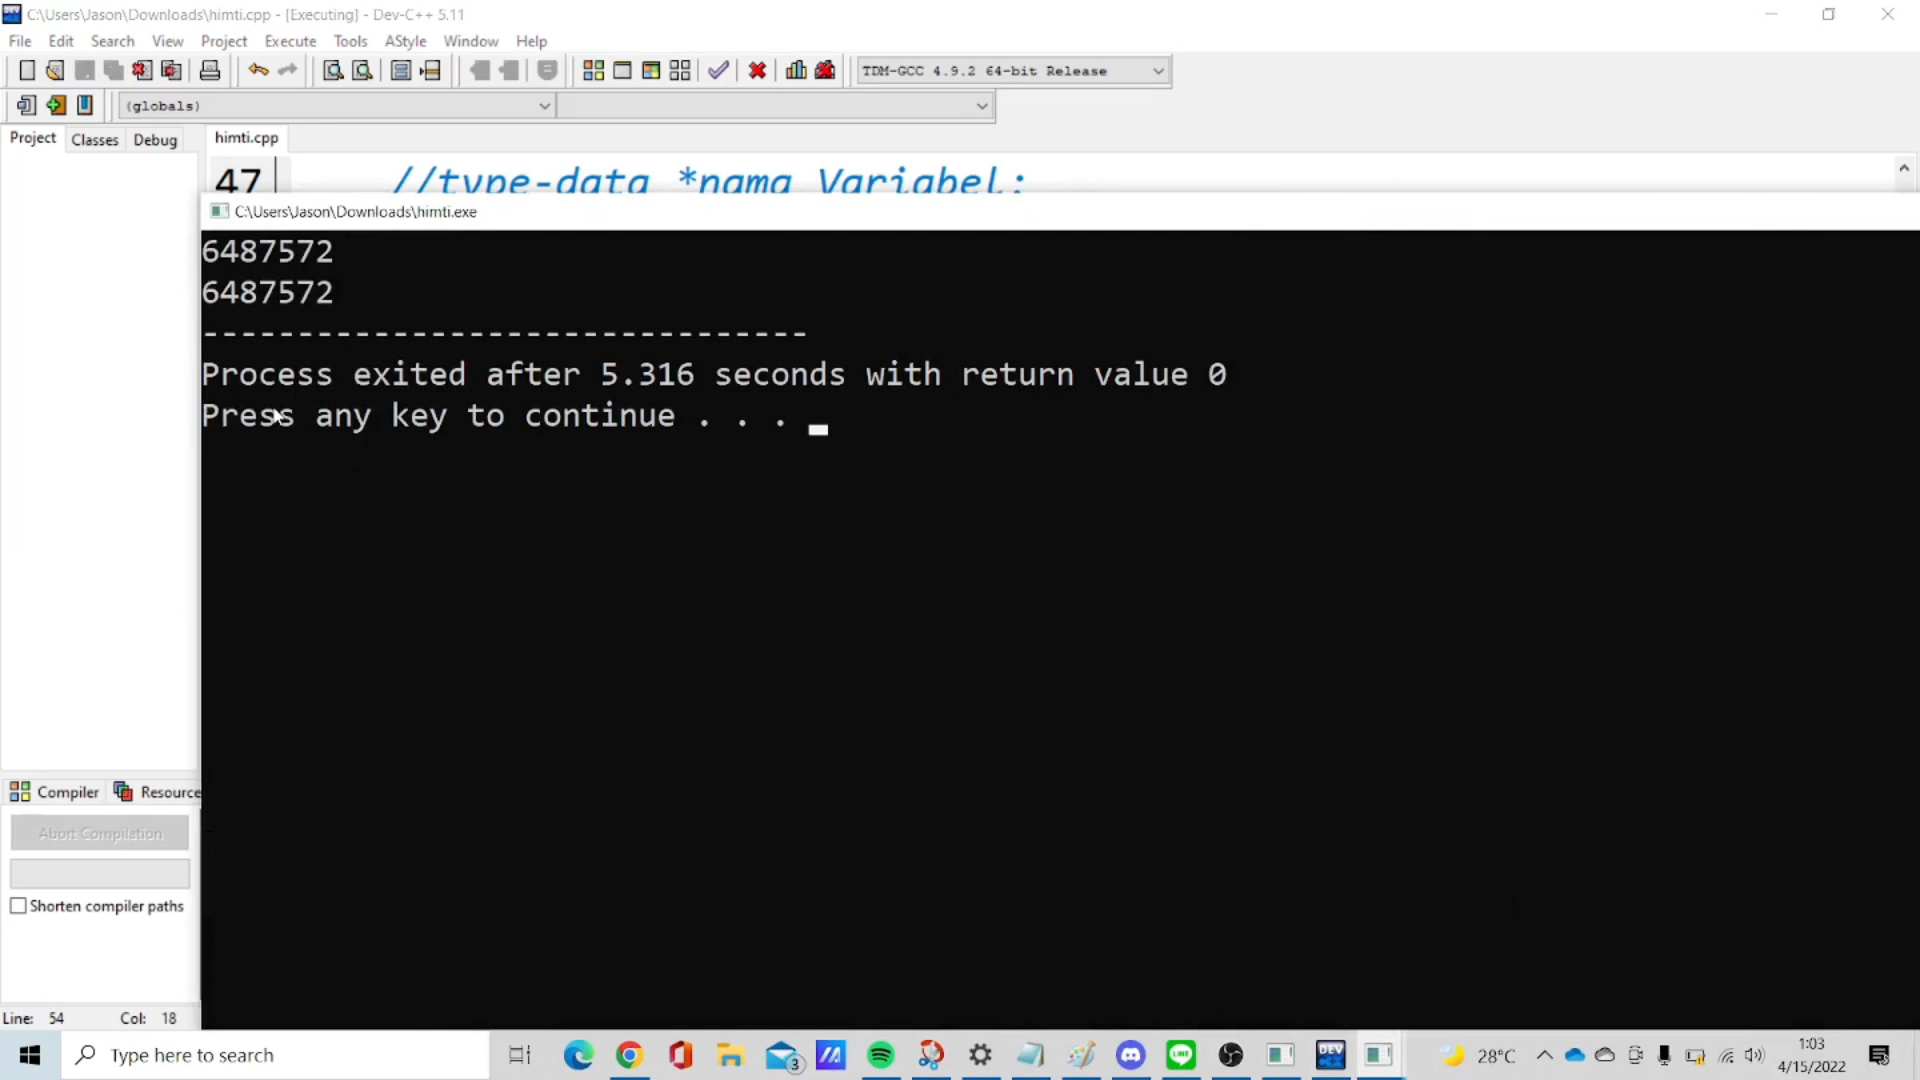 C:\Users\Jason\Downloads\himti.cpp - [Executing] - Dev-C++ 5.11
File Edit Search View Project Execute Tools AStyle Window Help
TDM-GCC 4.9.2 64-bit Release
(globals)
Project Classes Debug himti.cpp
47 //type-data *nama Variabel;
C:\Users\Jason\Downloads\himti.exe
6487572
6487572
--------------------------------
Process exited after 5.316 seconds with return value 0
Press any key to continue . . .
Compiler Resource
Abort Compilation
Shorten compiler paths
Line: 54 Col: 18
Type here to search
3
DEV
LINE
28°C
1:03
4/15/2022